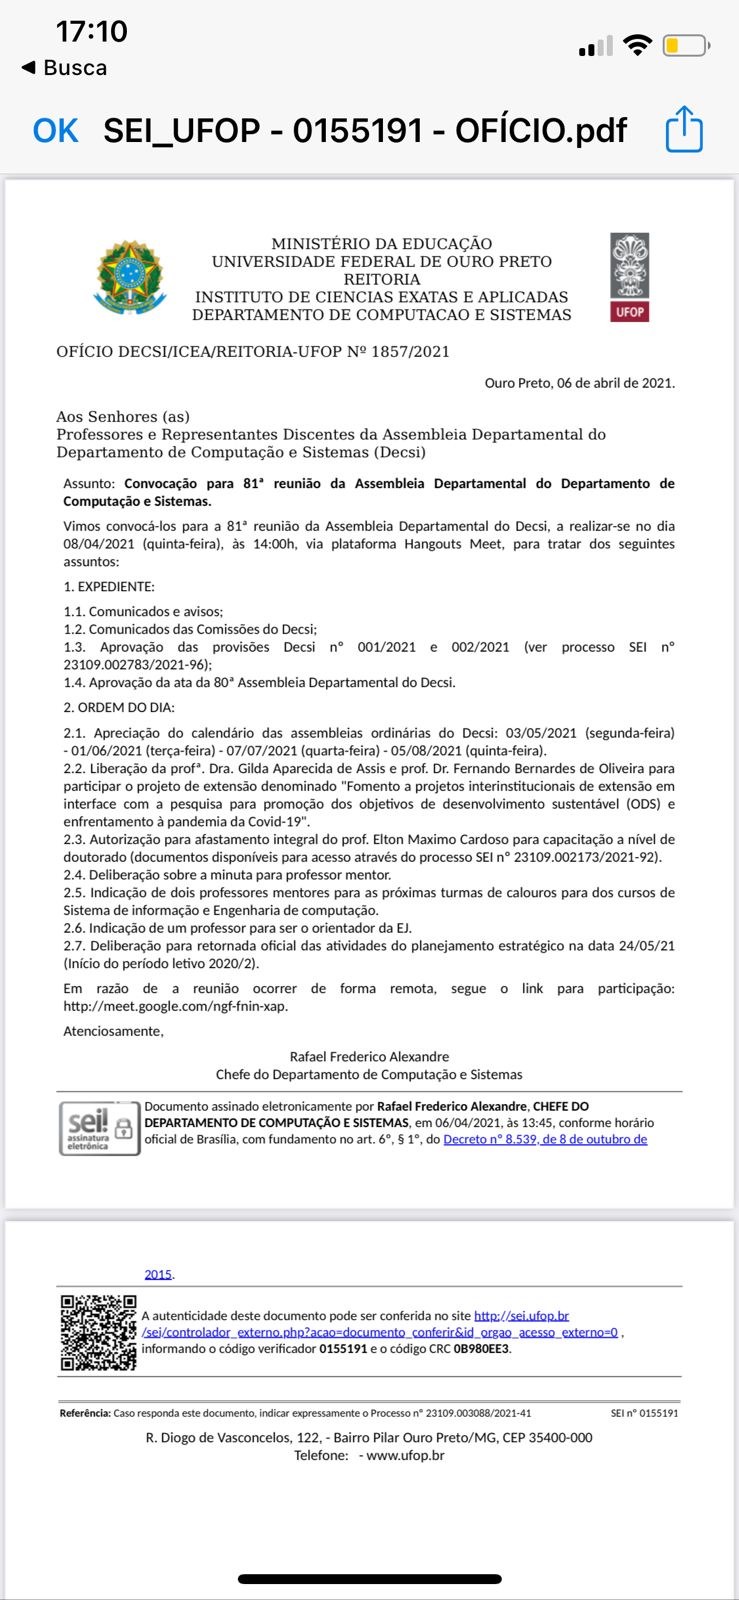 17:10
◀ Busca
OK SEI_UFOP - 0155191 - OFÍCIO.pdf
MINISTÉRIO DA EDUCAÇÃO
UNIVERSIDADE FEDERAL DE OURO PRETO
REITORIA
INSTITUTO DE CIENCIAS EXATAS E APLICADAS
DEPARTAMENTO DE COMPUTACAO E SISTEMAS
UFOP
OFÍCIO DECSI/ICEA/REITORIA-UFOP Nº 1857/2021
Ouro Preto, 06 de abril de 2021.
Aos Senhores (as)
Professores e Representantes Discentes da Assembleia Departamental do
Departamento de Computação e Sistemas (Decsi)
Assunto: Convocação para 81ª reunião da Assembleia Departamental do Departamento de
Computação e Sistemas.
Vimos convocá-los para a 81ª reunião da Assembleia Departamental do Decsi, a realizar-se no dia
08/04/2021 (quinta-feira), às 14:00h, via plataforma Hangouts Meet, para tratar dos seguintes
assuntos:
1. EXPEDIENTE:
1.1. Comunicados e avisos;
1.2. Comunicados das Comissões do Decsi;
1.3. Aprovação das provisões Decsi nº 001/2021 e 002/2021 (ver processo SEI nº
23109.002783/2021-96);
1.4. Aprovação da ata da 80ª Assembleia Departamental do Decsi.
2. ORDEM DO DIA:
2.1. Apreciação do calendário das assembleias ordinárias do Decsi: 03/05/2021 (segunda-feira)
- 01/06/2021 (terça-feira) - 07/07/2021 (quarta-feira) - 05/08/2021 (quinta-feira).
2.2. Liberação da profª. Dra. Gilda Aparecida de Assis e prof. Dr. Fernando Bernardes de Oliveira para
participar o projeto de extensão denominado "Fomento a projetos interinstitucionais de extensão em
interface com a pesquisa para promoção dos objetivos de desenvolvimento sustentável (ODS) e
enfrentamento à pandemia da Covid-19".
2.3. Autorização para afastamento integral do prof. Elton Maximo Cardoso para capacitação a nível de
doutorado (documentos disponíveis para acesso através do processo SEI nº 23109.002173/2021-92).
2.4. Deliberação sobre a minuta para professor mentor.
2.5. Indicação de dois professores mentores para as próximas turmas de calouros para dos cursos de
Sistema de informação e Engenharia de computação.
2.6. Indicação de um professor para ser o orientador da EJ.
2.7. Deliberação para retornada oficial das atividades do planejamento estratégico na data 24/05/21
(Início do período letivo 2020/2).
Em razão de a reunião ocorrer de forma remota, segue o link para participação:
http://meet.google.com/ngf-fnin-xap.
Atenciosamente,
Rafael Frederico Alexandre
Chefe do Departamento de Computação e Sistemas
sei!
assinatura
eletrônica
Documento assinado eletronicamente por Rafael Frederico Alexandre, CHEFE DO
DEPARTAMENTO DE COMPUTAÇÃO E SISTEMAS, em 06/04/2021, às 13:45, conforme horário
oficial de Brasília, com fundamento no art. 6º, § 1º, do Decreto nº 8.539, de 8 de outubro de
2015.
A autenticidade deste documento pode ser conferida no site http://sei.ufop.br
/sei/controlador_externo.php?acao=documento_conferir&id_orgao_acesso_externo=0 ,
informando o código verificador 0155191 e o código CRC 0B980EE3.
Referência: Caso responda este documento, indicar expressamente o Processo nº 23109.003088/2021-41 SEI nº 0155191
R. Diogo de Vasconcelos, 122, - Bairro Pilar Ouro Preto/MG, CEP 35400-000
Telefone: - www.ufop.br